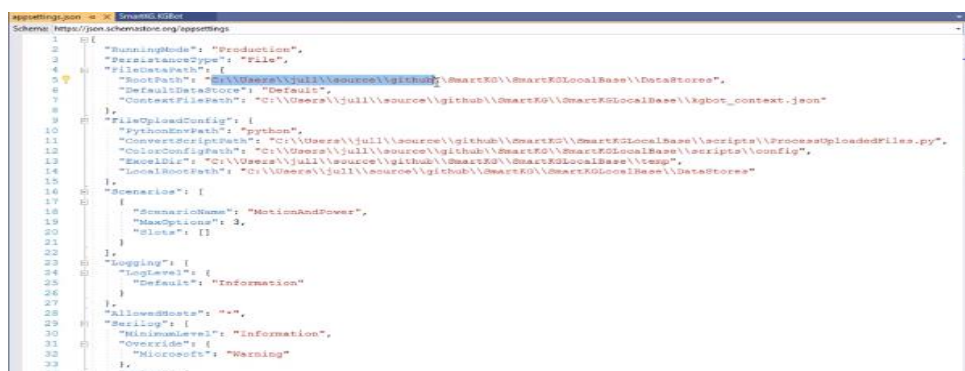 appsettings.json SmartKG.KGBot
Schema: https://json.schemastore.org/appsettings
1 {
2 "RunningMode": "Production",
3 "PersistanceType": "File",
4 "FileDataPath": {
5 "RootPath": "C:\\Users\\jull\\source\\github\\SmartKG\\SmartKGLocalBase\\DataStores",
6 "DefaultDataStore": "Default",
7 "ContextFilePath": "C:\\Users\\jull\\source\\github\\SmartKG\\SmartKGLocalBase\\kgbot_context.json"
8 },
9 "FileUploadConfig": {
10 "PythonEnvPath": "python",
11 "ConvertScriptPath": "C:\\Users\\jull\\source\\github\\SmartKG\\SmartKGLocalBase\\scripts\\ProcessUploadedFiles.py",
12 "ColorConfigPath": "C:\\Users\\jull\\source\\github\\SmartKG\\SmartKGLocalBase\\scripts\\config",
13 "ExcelDir": "C:\\Users\\jull\\source\\github\\SmartKG\\SmartKGLocalBase\\temp",
14 "LocalRootPath": "C:\\Users\\jull\\source\\github\\SmartKG\\SmartKGLocalBase\\DataStores"
15 },
16 "Scenarios": [
17 {
18 "ScenarioName": "MotionAndPower",
19 "MaxOptions": 3,
20 "Slots": []
21 }
22 ],
23 "Logging": {
24 "LogLevel": {
25 "Default": "Information"
26 }
27 },
28 "AllowedHosts": "*",
29 "Serilog": {
30 "MinimumLevel": "Information",
31 "Override": {
32 "Microsoft": "Warning"
33 },